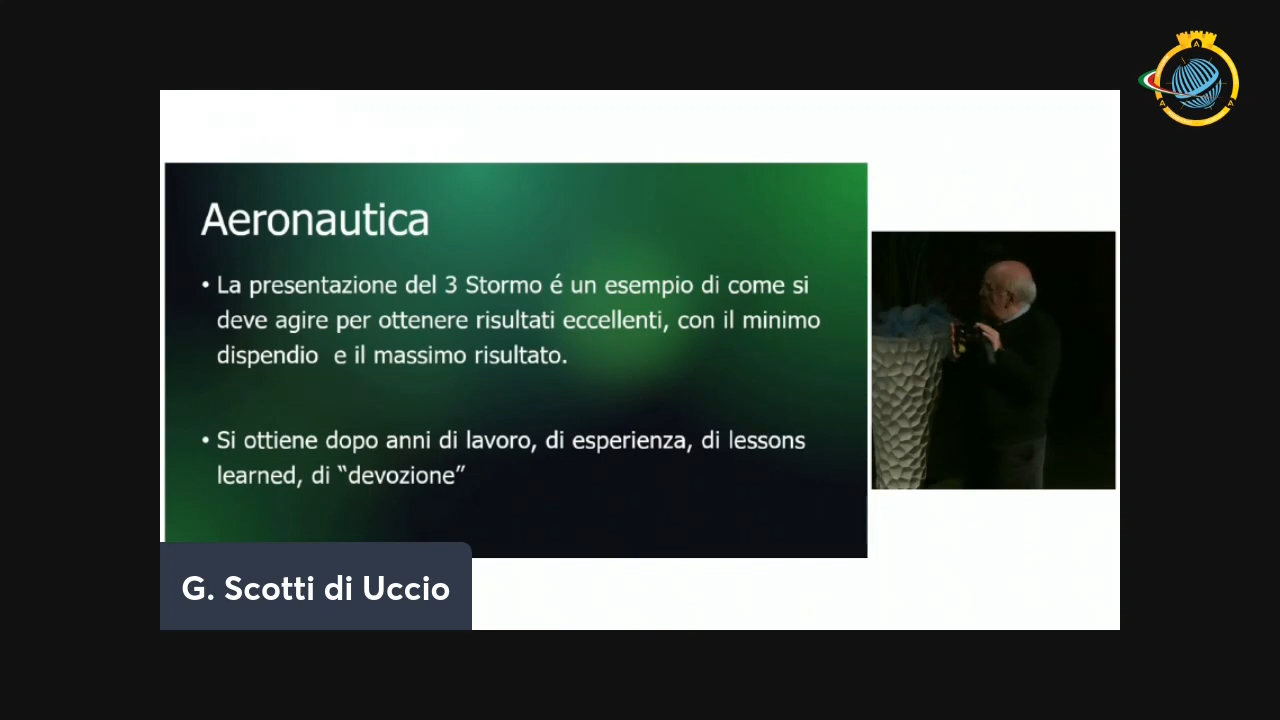 Aeronautica
• La presentazione del 3 Stormo é un esempio di come si
deve agire per ottenere risultati eccellenti, con il minimo
dispendio e il massimo risultato.
• Si ottiene dopo anni di lavoro, di esperienza, di lessons
learned, di “devozione”
G. Scotti di Uccio